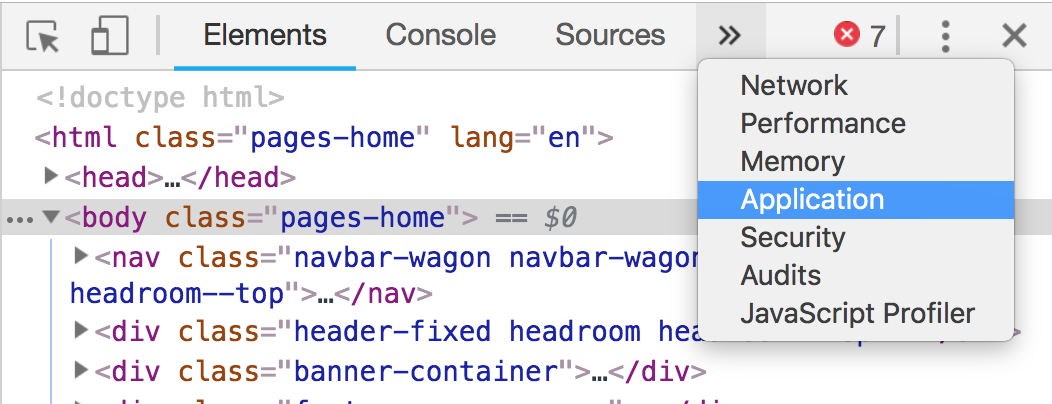 Elements Console Sources » 7
Network
Performance
Memory
Application
Security
Audits
JavaScript Profiler
<!doctype html>
<html class="pages-home" lang="en">
<head>…</head>
…<body class="pages-home"> == $0
<nav class="navbar-wagon navbar-wagon
headroom--top">…</nav>
<div class="header-fixed headroom hea
<div class="banner-container">…</div>